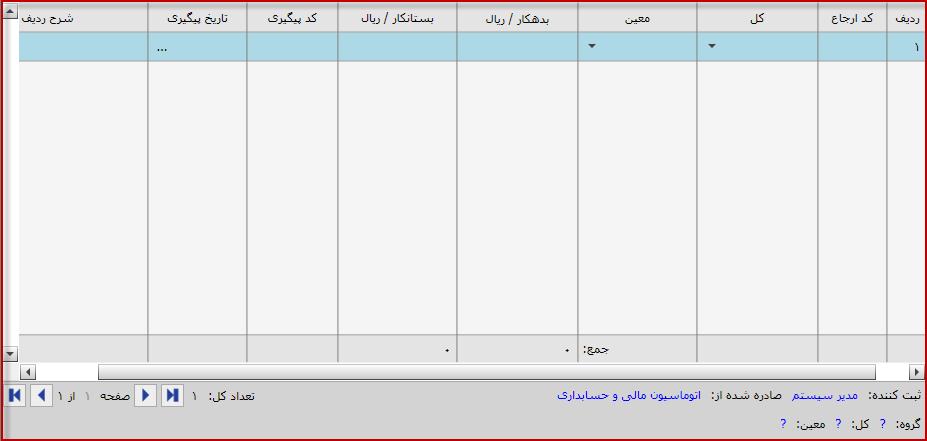 ردیف کد ارجاع کل معین بدهکار / ریال بستانکار / ریال کد پیگیری تاریخ پیگیری شرح ردیف
۱ ...
جمع: ۰ ۰
ثبت کننده: مدیر سیستم صادره شده از: اتوماسیون مالی و حسابداری تعداد کل: ۱ صفحه ۱ از ۱
گروه: ? کل: ? معین: ?